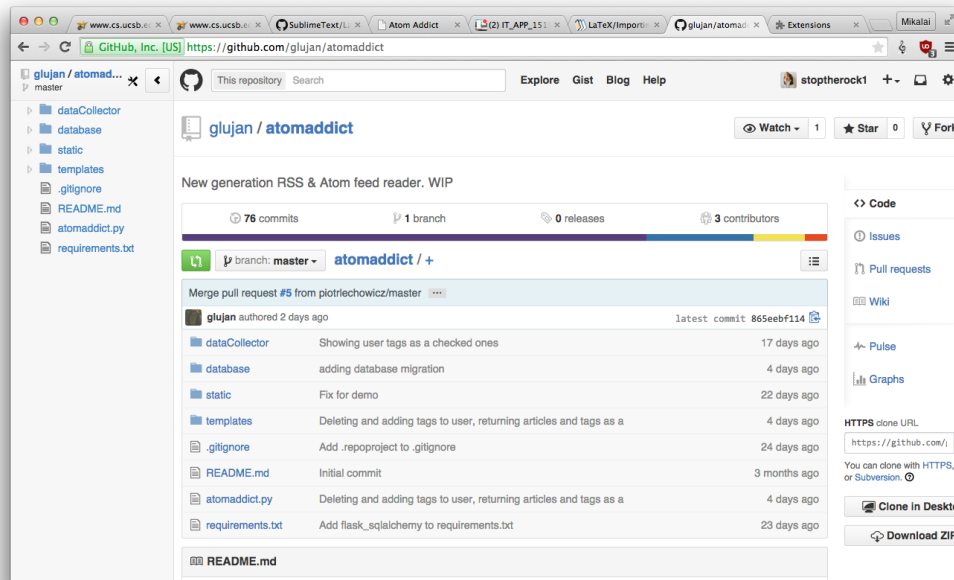 www.cs.ucsb.e
www.cs.ucsb.e
SublimeText/L
Atom Addict
(2) IT_APP_151
LaTeX/Importi
glujan/atomad
Extensions
Mikalai
GitHub, Inc. [US] https://github.com/glujan/atomaddict
glujan / atomad...
master
dataCollector
database
static
templates
.gitignore
README.md
atomaddict.py
requirements.txt
This repository Search
Explore Gist Blog Help
stoptherock1
glujan / atomaddict
Watch 1 Star 0 Fork
New generation RSS & Atom feed reader. WIP
76 commits 1 branch 0 releases 3 contributors
branch: master atomaddict / +
Merge pull request #5 from piotrlechowicz/master ...
glujan authored 2 days ago latest commit 865eebf114
dataCollector Showing user tags as a checked ones 17 days ago
database adding database migration 4 days ago
static Fix for demo 22 days ago
templates Deleting and adding tags to user, returning articles and tags as a 4 days ago
.gitignore Add .repoproject to .gitignore 24 days ago
README.md Initial commit 3 months ago
atomaddict.py Deleting and adding tags to user, returning articles and tags as a 4 days ago
requirements.txt Add flask_sqlalchemy to requirements.txt 23 days ago
README.md
<> Code
Issues
Pull requests
Wiki
Pulse
Graphs
HTTPS clone URL
https://github.com/
You can clone with HTTPS,
or Subversion.
Clone in Deskto
Download ZIP